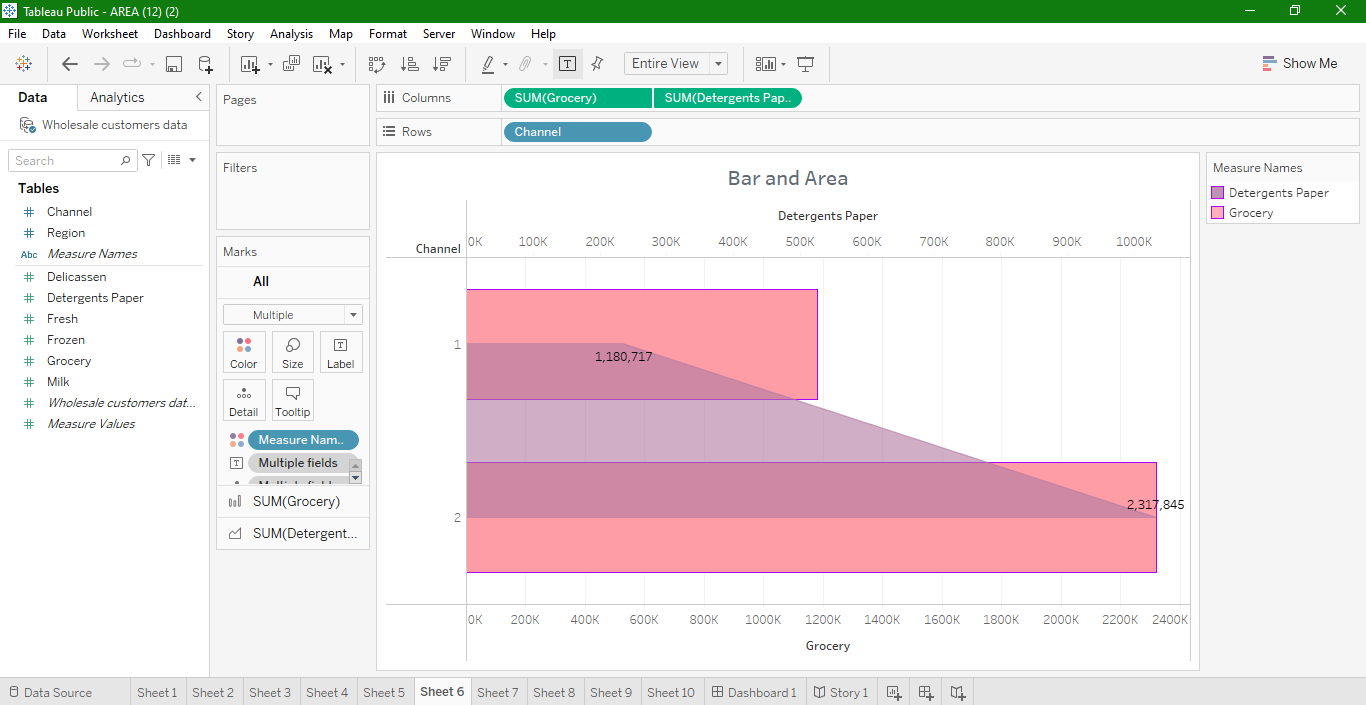 Tableau Public - AREA (12) (2)
File Data Worksheet Dashboard Story Analysis Map Format Server Window Help
Entire View
Show Me
Data Analytics
Wholesale customers data
Search
Tables
Channel
Region
Abc Measure Names
Delicassen
Detergents Paper
Fresh
Frozen
Grocery
Milk
Wholesale customers dat...
Measure Values
Pages
Filters
Marks
All
Multiple
Color Size Label
Detail Tooltip
Measure Nam..
Multiple fields
SUM(Grocery)
SUM(Detergent...
Columns SUM(Grocery) SUM(Detergents Pap..
Rows Channel
Bar and Area
Detergents Paper
0K 100K 200K 300K 400K 500K 600K 700K 800K 900K 1000K
Channel
1
1,180,717
2
2,317,845
0K 200K 400K 600K 800K 1000K 1200K 1400K 1600K 1800K 2000K 2200K 2400K
Grocery
Measure Names
Detergents Paper
Grocery
Data Source Sheet 1 Sheet 2 Sheet 3 Sheet 4 Sheet 5 Sheet 6 Sheet 7 Sheet 8 Sheet 9 Sheet 10 Dashboard 1 Story 1